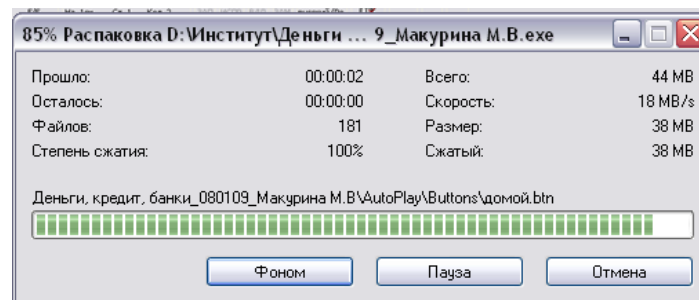 85% Распаковка D:\Институт\Деньги ... 9_Макурина М.В.exe
Прошло: 00:00:02 Всего: 44 MB
Осталось: 00:00:00 Скорость: 18 MB/s
Файлов: 181 Размер: 38 MB
Степень сжатия: 100% Сжатый: 38 MB
Деньги, кредит, банки_080109_Макурина М.В\AutoPlay\Buttons\домой.btn
Фоном Пауза Отмена